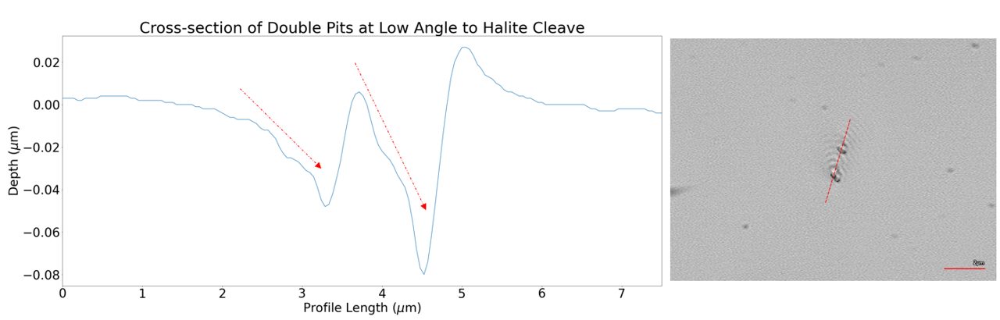 Cross-section of Double Pits at Low Angle to Halite Cleave
Depth (μm)
0.02
0.00
−0.02
−0.04
−0.06
−0.08
0 1 2 3 4 5 6 7
Profile Length (μm)
2μm